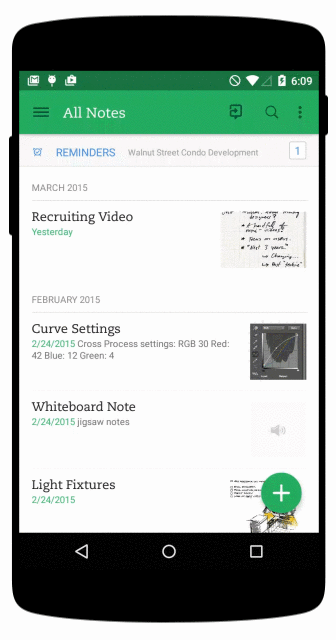 6:09
All Notes
REMINDERS Walnut Street Condo Development 1
MARCH 2015
Recruiting Video
Yesterday
FEBRUARY 2015
Curve Settings
2/24/2015 Cross Process settings: RGB 30 Red:
42 Blue: 12 Green: 4
Whiteboard Note
2/24/2015 jigsaw notes
Light Fixtures
2/24/2015